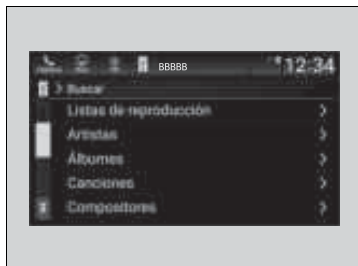 BBBBB 12:34
Buscar
Listas de reproducción
Artistas
Álbumes
Canciones
Compositores